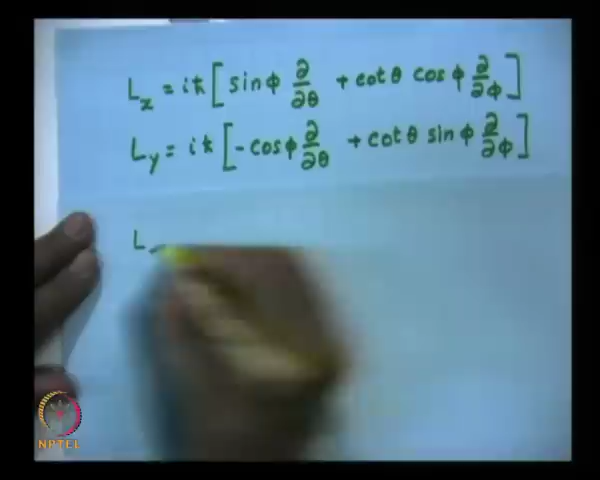 Lx = iħ [ sinϕ ∂/∂θ + cotθ cosϕ ∂/∂ϕ ]
Ly = iħ [ -cosϕ ∂/∂θ + cotθ sinϕ ∂/∂ϕ ]
L
NPTEL